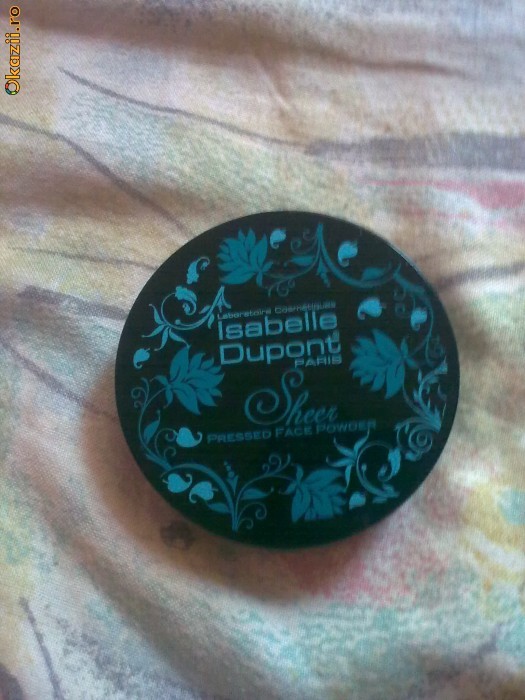 Okazii.ro
Laboratoire Cosmétiques
Isabelle
Dupont
PARIS
Sheer
PRESSED FACE POWDER